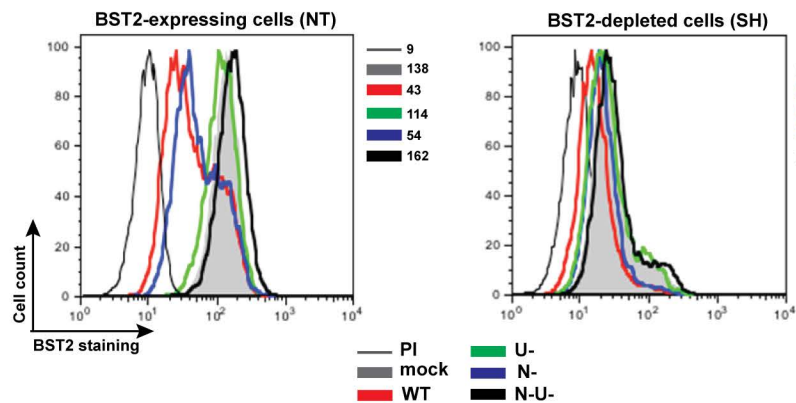 BST2-expressing cells (NT)
BST2-depleted cells (SH)
100
80
60
40
20
0
10^0
10^1
10^2
10^3
10^4
9
138
43
114
54
162
100
80
60
40
20
0
10^0
10^1
10^2
10^3
10^4
Cell count
BST2 staining
PI
mock
WT
U-
N-
N-U-